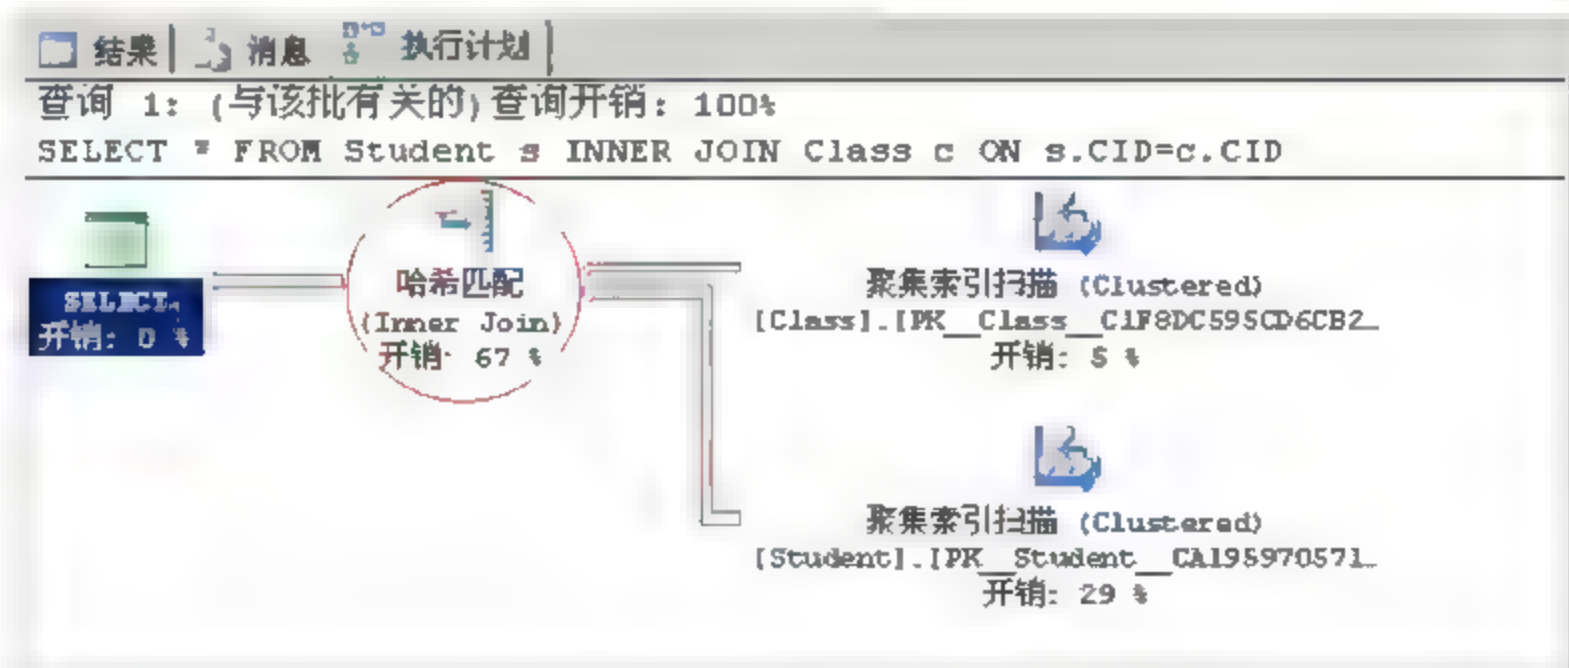 结果 消息 执行计划
查询 1: (与该批有关的)查询开销: 100%
SELECT * FROM Student s INNER JOIN Class c ON s.CID=c.CID
SELECT
开销: 0 %
哈希匹配
(Inner Join)
开销: 67 %
聚集索引扫描 (Clustered)
[Class].[PK__Class__C1F8DC595CD6CB2…
开销: 5 %
聚集索引扫描 (Clustered)
[Student].[PK__Student__CA195970571…
开销: 29 %